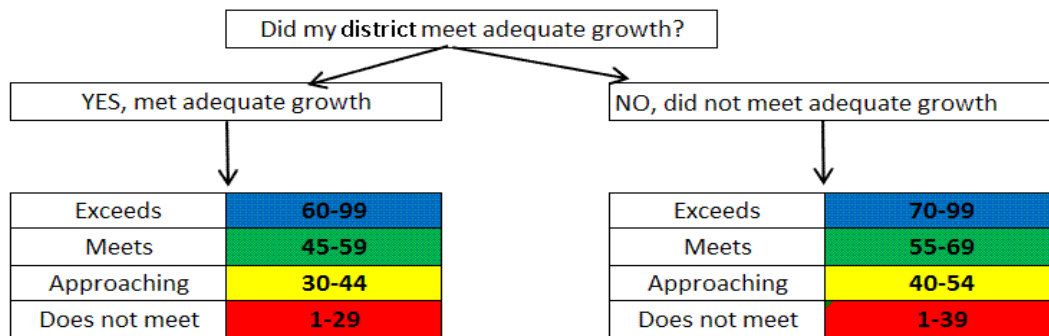 Did my district meet adequate growth?
YES, met adequate growth
NO, did not meet adequate growth
Exceeds 60-99
Meets 45-59
Approaching 30-44
Does not meet 1-29
Exceeds 70-99
Meets 55-69
Approaching 40-54
Does not meet 1-39